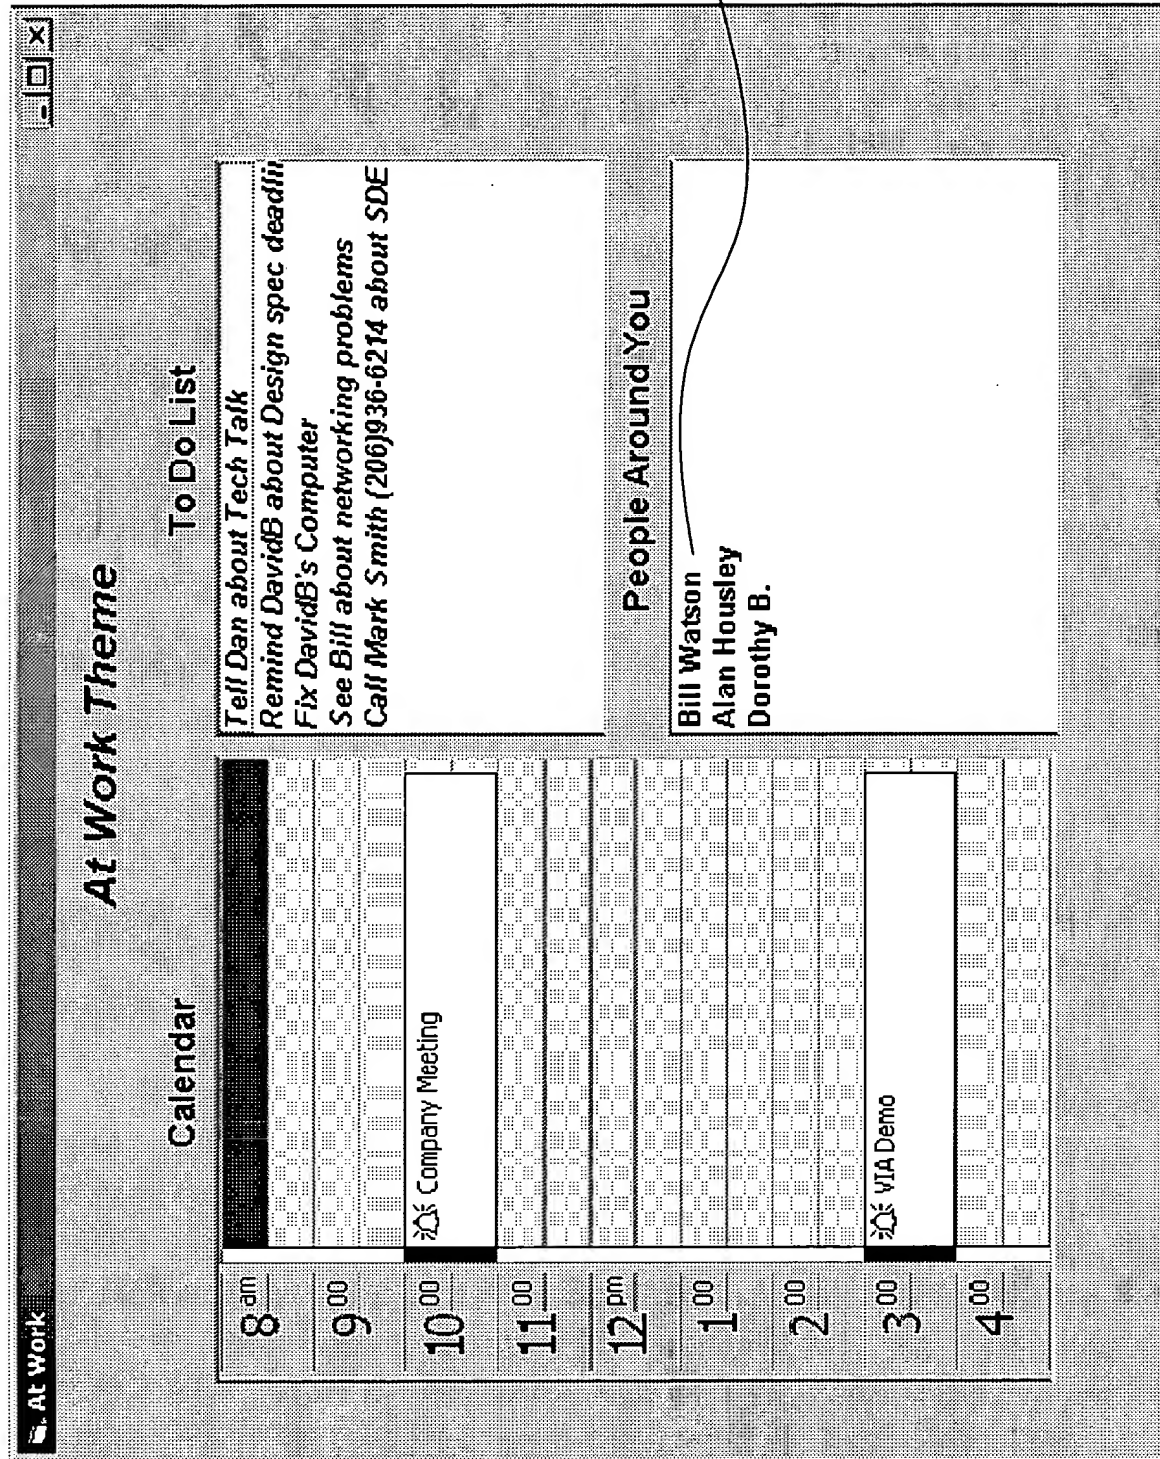 At Work
At Work Theme
Calendar
8 am
9 00
10 00
Company Meeting
11 00
12 pm
1 00
2 00
3 00
VIA Demo
4 00
To Do List
Tell Dan about Tech Talk
Remind DavidB about Design spec deadlin
Fix DavidB's Computer
See Bill about networking problems
Call Mark Smith (206)936-6214 about SDE
People Around You
Bill Watson
Alan Housley
Dorothy B.